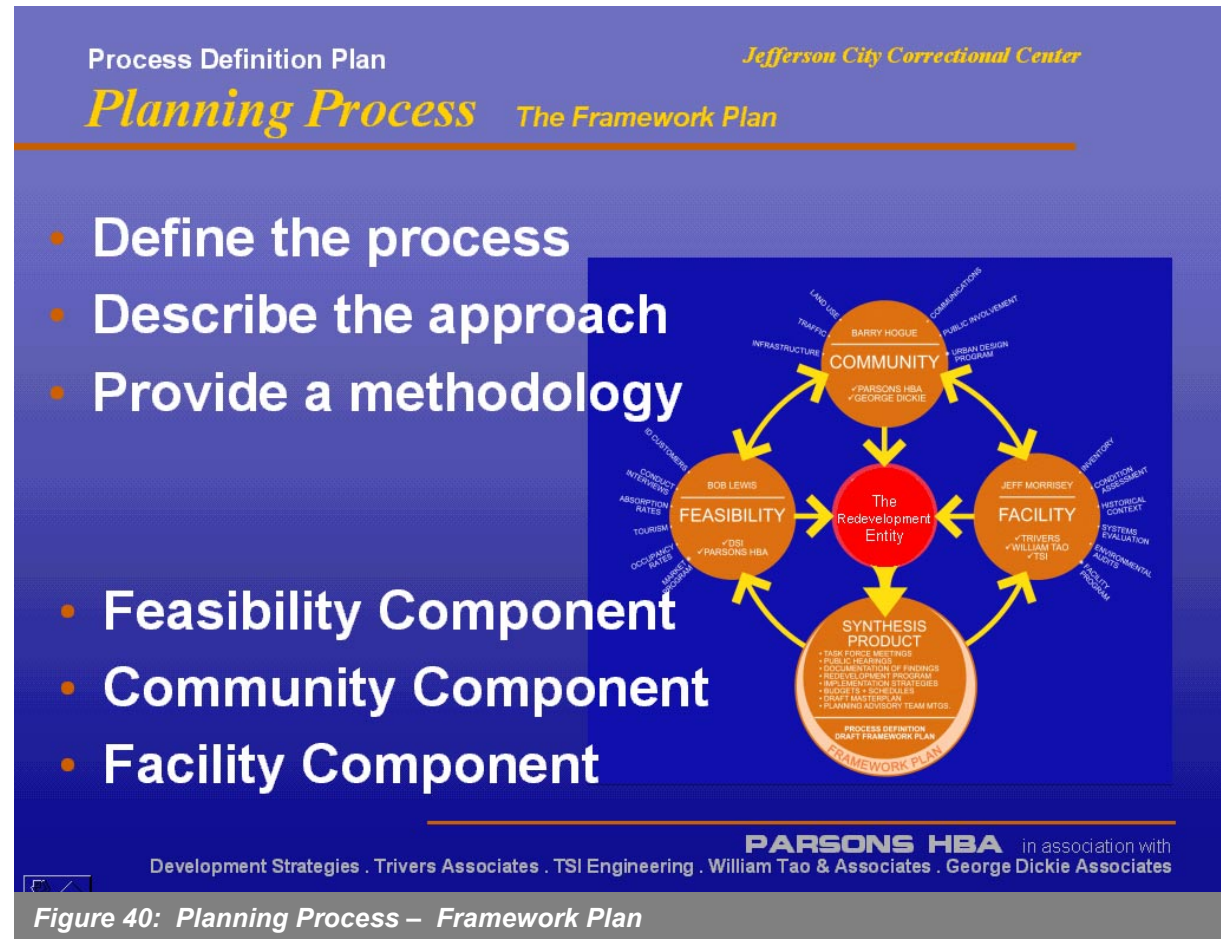 Process Definition Plan
Jefferson City Correctional Center
Planning Process The Framework Plan
• Define the process
• Describe the approach
• Provide a methodology
• Feasibility Component
• Community Component
• Facility Component
INFRASTRUCTURE
TRAFFIC
LAND USE
COMMUNICATIONS
PUBLIC INVOLVEMENT
URBAN DESIGN
PROGRAM
BARRY HOGUE
COMMUNITY
✓PARSONS HBA
✓GEORGE DICKIE
ID CUSTOMERS
CONDUCT
INTERVIEWS
ABSORPTION
RATES
TOURISM
OCCUPANCY
RATES
MARKET
PROGRAM
BOB LEWIS
FEASIBILITY
✓DSI
✓PARSONS HBA
The
Redevelopment
Entity
JEFF MORRISEY
FACILITY
✓TRIVERS
✓WILLIAM TAO
✓TSI
INVENTORY
CONDITION
ASSESSMENT
HISTORICAL
CONTEXT
SYSTEMS
EVALUATION
ENVIRONMENTAL
AUDITS
FACILITY
PROGRAM
SYNTHESIS
PRODUCT
• TASK FORCE MEETINGS
• PUBLIC HEARINGS
• DOCUMENTATION OF FINDINGS
• REDEVELOPMENT PROGRAM
• IMPLEMENTATION STRATEGIES
• BUDGETS + SCHEDULES
• DRAFT MASTERPLAN
• PLANNING ADVISORY TEAM MTGS.
PROCESS DEFINITION
DRAFT FRAMEWORK PLAN
FRAMEWORK PLAN
PARSONS HBA in association with
Development Strategies . Trivers Associates . TSI Engineering . William Tao & Associates . George Dickie Associates
Figure 40: Planning Process – Framework Plan